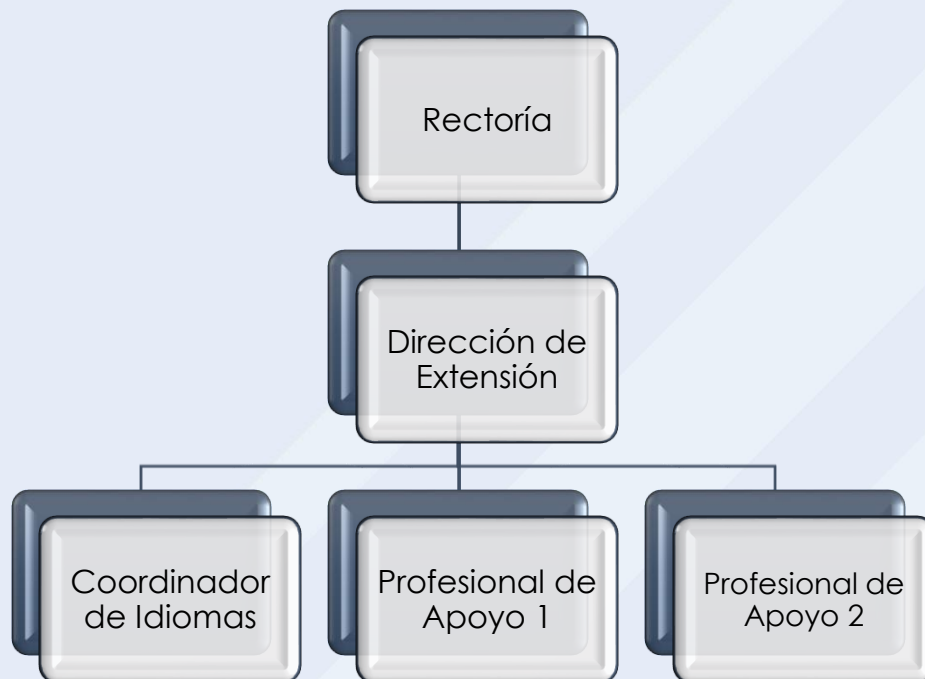 Rectoría
Dirección de
Extensión
Coordinador
de Idiomas
Profesional de
Apoyo 1
Profesional de
Apoyo 2